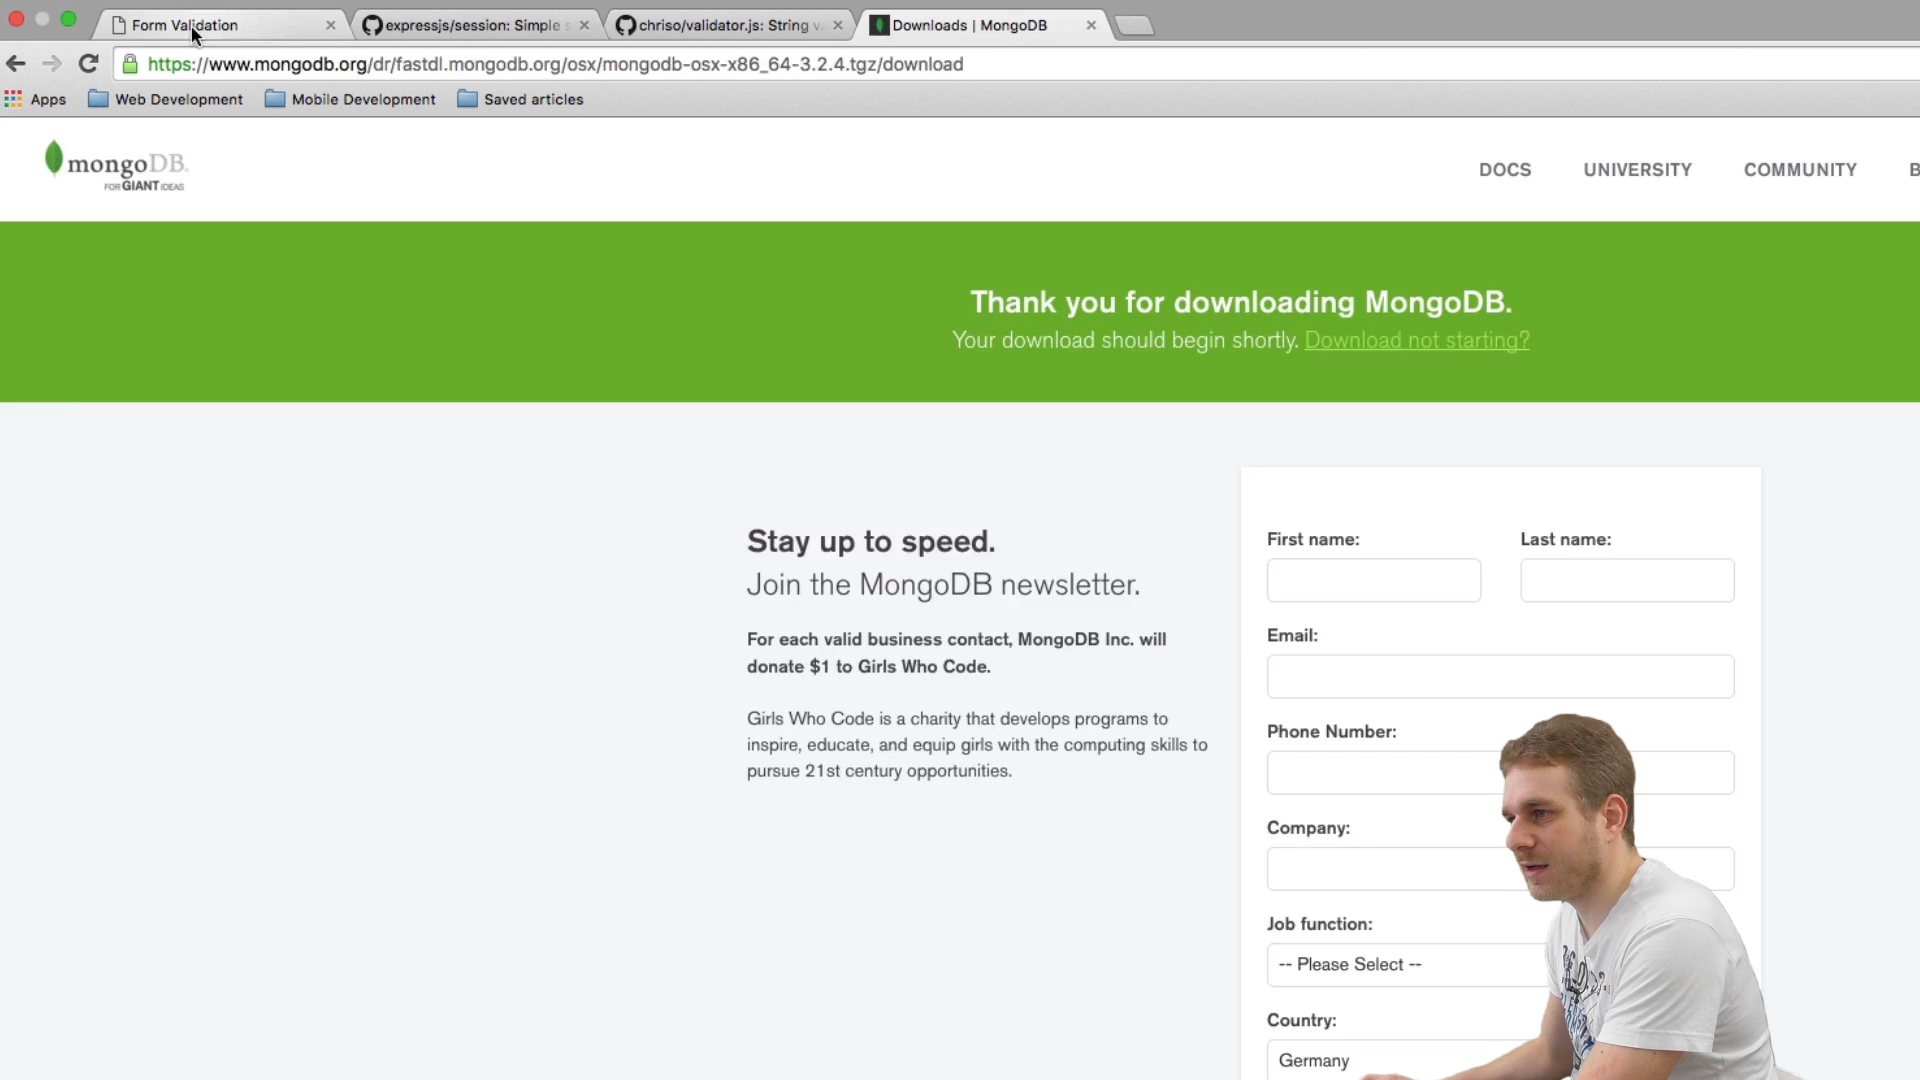 Form Validation
expressjs/session: Simple s
chriso/validator.js: String va
Downloads | MongoDB
https://www.mongodb.org/dr/fastdl.mongodb.org/osx/mongodb-osx-x86_64-3.2.4.tgz/download
Apps
Web Development
Mobile Development
Saved articles
mongoDB.
FOR GIANT IDEAS
DOCS
UNIVERSITY
COMMUNITY
B
Thank you for downloading MongoDB.
Your download should begin shortly. Download not starting?
Stay up to speed.
Join the MongoDB newsletter.
For each valid business contact, MongoDB Inc. will
donate $1 to Girls Who Code.
Girls Who Code is a charity that develops programs to
inspire, educate, and equip girls with the computing skills to
pursue 21st century opportunities.
First name:
Last name:
Email:
Phone Number:
Company:
Job function:
-- Please Select --
Country:
Germany